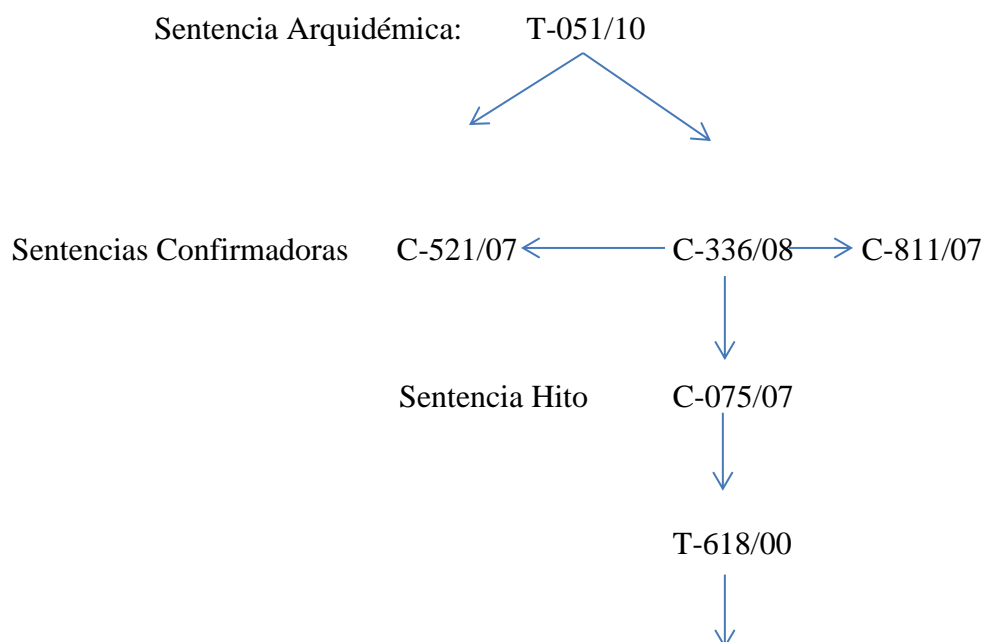 Sentencia Arquidémica: T-051/10
Sentencias Confirmadoras C-521/07 C-336/08 C-811/07
Sentencia Hito C-075/07
T-618/00